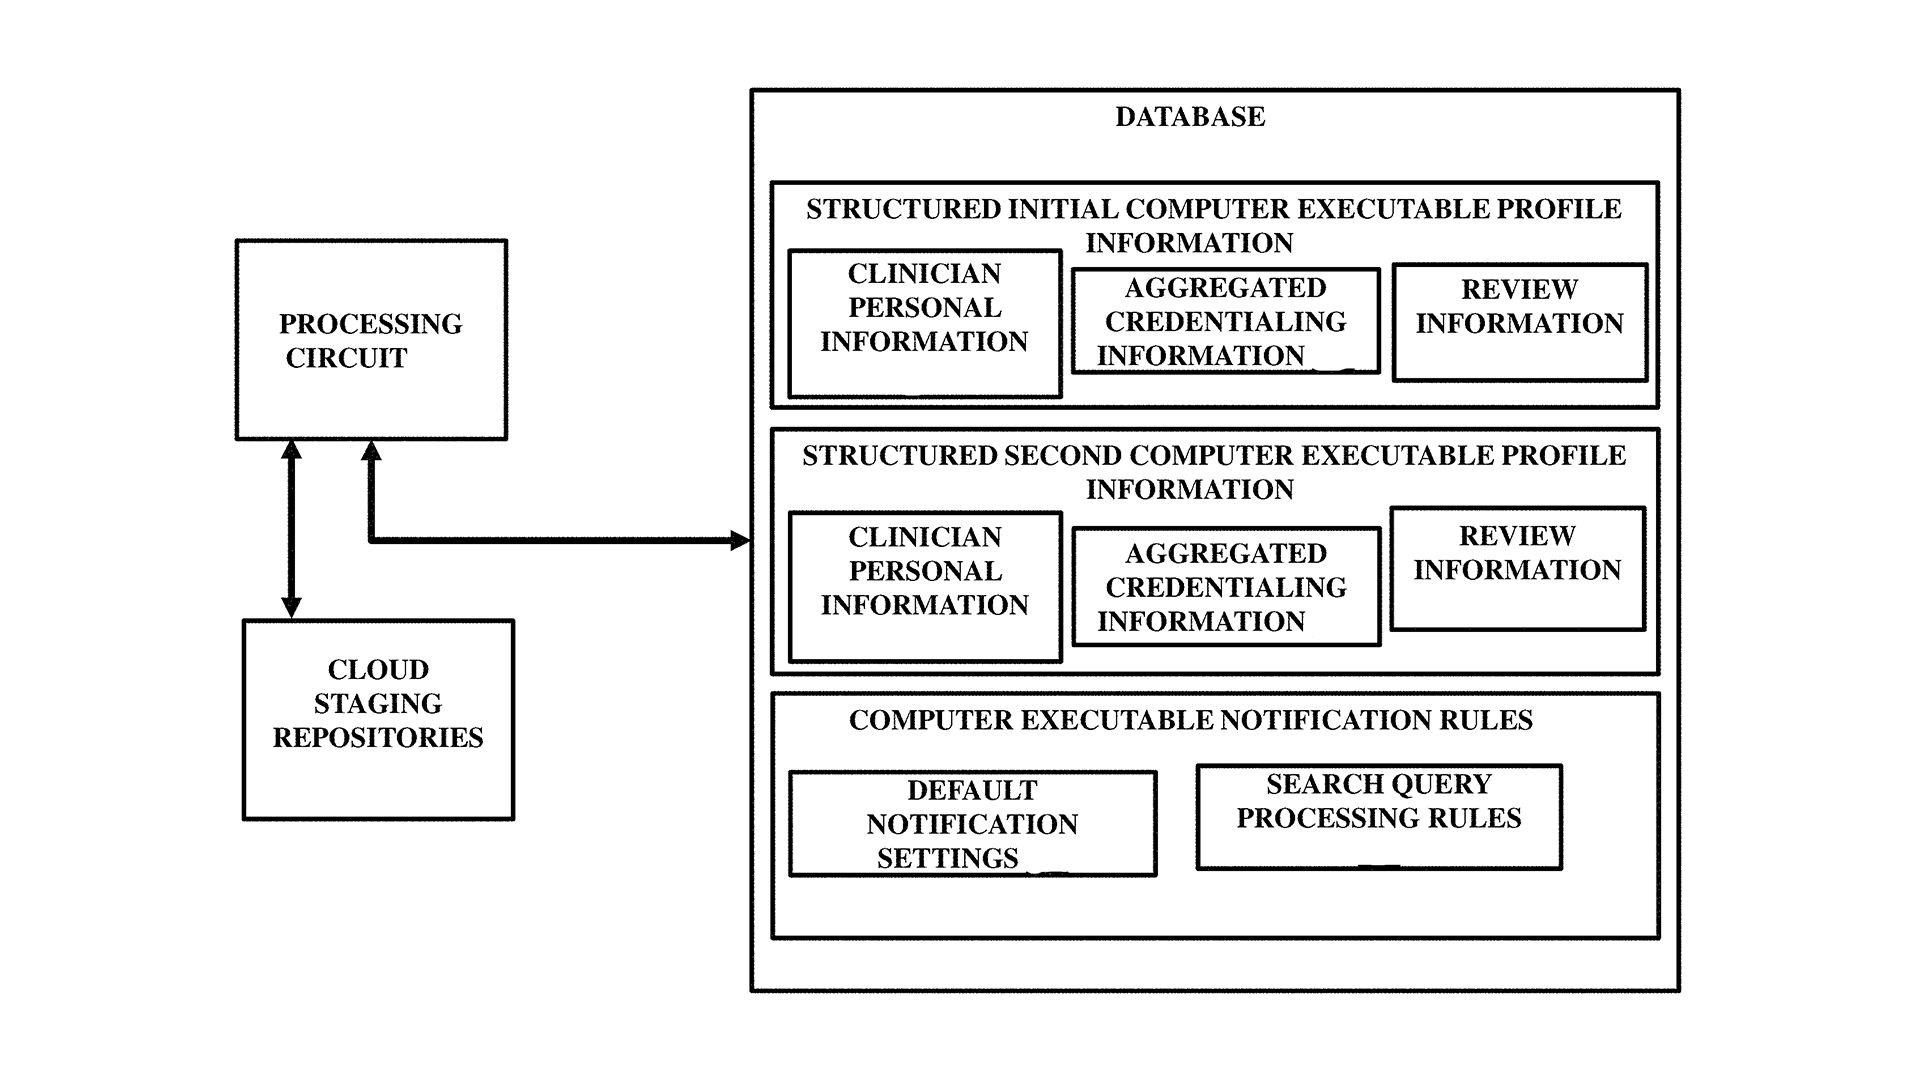 DATABASE
STRUCTURED INITIAL COMPUTER EXECUTABLE PROFILE
INFORMATION
CLINICIAN
PERSONAL
INFORMATION
AGGREGATED
CREDENTIALING
INFORMATION
REVIEW
INFORMATION
PROCESSING
CIRCUIT
STRUCTURED SECOND COMPUTER EXECUTABLE PROFILE
INFORMATION
CLINICIAN
PERSONAL
INFORMATION
AGGREGATED
CREDENTIALING
INFORMATION
REVIEW
INFORMATION
CLOUD
STAGING
REPOSITORIES
COMPUTER EXECUTABLE NOTIFICATION RULES
DEFAULT
NOTIFICATION
SETTINGS
SEARCH QUERY
PROCESSING RULES